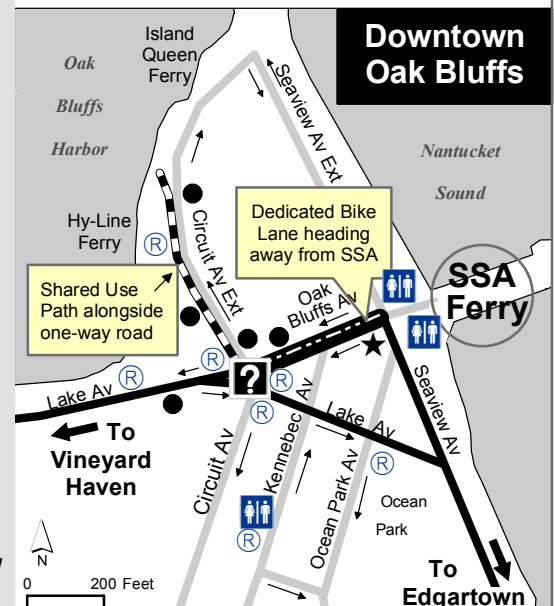 Downtown
Oak Bluffs
Island
Queen
Ferry
Oak
Bluffs
Harbor
Seaview Av Ext
Nantucket
Sound
Hy-Line
Ferry
R
Circuit Av Ext
Dedicated Bike
Lane heading
away from SSA
Shared Use
Path alongside
one-way road
Oak
Bluffs Av
SSA
Ferry
R
R
?
R
R
Lake Av
Lake Av
Seaview Av
To
Vineyard
Haven
Circuit Av
Kennebec Av
Ocean Park Av
R
R
Ocean
Park
N
0 200 Feet
To
Edgartown